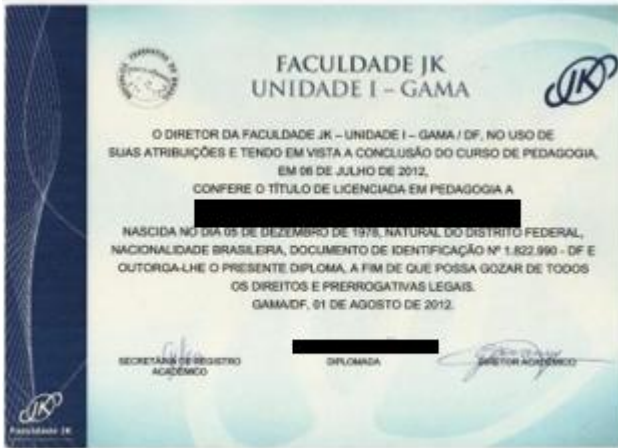 FACULDADE JK
UNIDADE I – GAMA
JK
O DIRETOR DA FACULDADE JK – UNIDADE I – GAMA / DF, NO USO DE
SUAS ATRIBUIÇÕES E TENDO EM VISTA A CONCLUSÃO DO CURSO DE PEDAGOGIA,
EM 06 DE JULHO DE 2012,
CONFERE O TÍTULO DE LICENCIADA EM PEDAGOGIA A
NASCIDA NO DIA 05 DE DEZEMBRO DE 1978, NATURAL DO DISTRITO FEDERAL,
NACIONALIDADE BRASILEIRA, DOCUMENTO DE IDENTIFICAÇÃO Nº 1.822.990 - DF E
OUTORGA-LHE O PRESENTE DIPLOMA, A FIM DE QUE POSSA GOZAR DE TODOS
OS DIREITOS E PRERROGATIVAS LEGAIS.
GAMA/DF, 01 DE AGOSTO DE 2012.
SECRETÁRIA DE REGISTRO
ACADÊMICO
DIPLOMADA
DIRETOR ACADÊMICO
JK
Faculdade JK